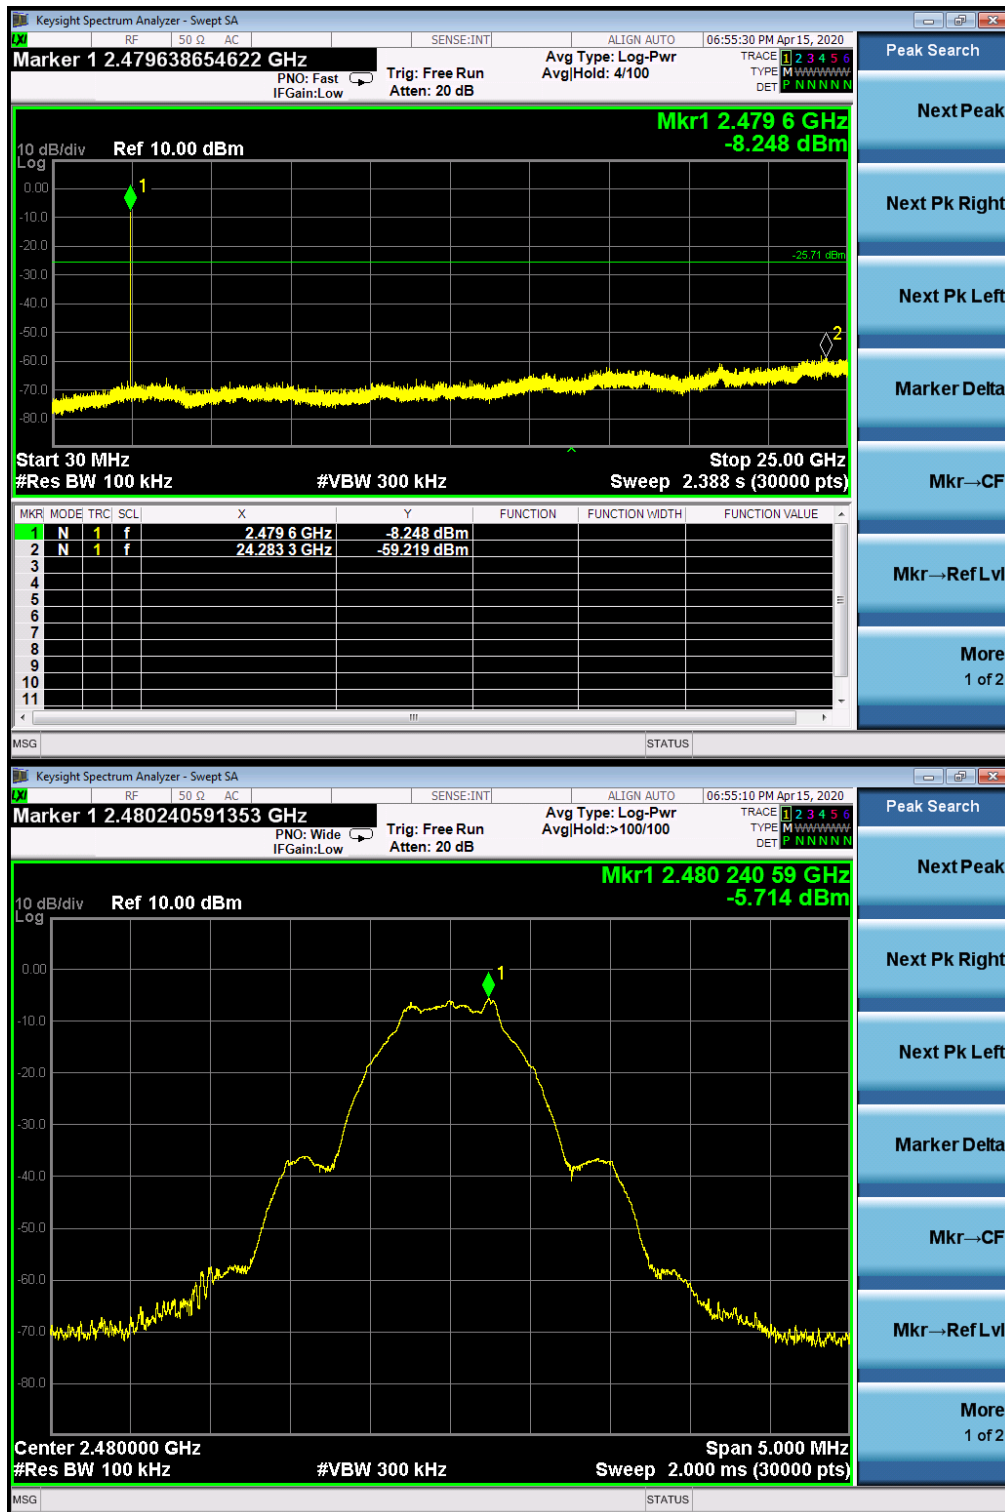 Keysight Spectrum Analyzer - Swept SA
LXI RF 50 Ω AC SENSE:INT ALIGN AUTO 06:55:30 PM Apr 15, 2020
Marker 1 2.479638654622 GHz
PNO: Fast
IFGain:Low
Trig: Free Run
Atten: 20 dB
Avg Type: Log-Pwr
Avg|Hold: 4/100
TRACE 1 2 3 4 5 6
TYPE M WWWWW
DET P N N N N N
Mkr1 2.479 6 GHz
-8.248 dBm
10 dB/div Ref 10.00 dBm
Log
0.00
-10.0
-20.0
-30.0
-40.0
-50.0
-60.0
-70.0
-80.0
1
-25.71 dBm
2
Start 30 MHz Stop 25.00 GHz
#Res BW 100 kHz #VBW 300 kHz Sweep 2.388 s (30000 pts)
MKR MODE TRC SCL X Y FUNCTION FUNCTION WIDTH FUNCTION VALUE
1 N 1 f 2.479 6 GHz -8.248 dBm
2 N 1 f 24.283 3 GHz -59.219 dBm
3
4
5
6
7
8
9
10
11
MSG STATUS
Peak Search
Next Peak
Next Pk Right
Next Pk Left
Marker Delta
Mkr→CF
Mkr→Ref Lvl
More
1 of 2
Keysight Spectrum Analyzer - Swept SA
LXI RF 50 Ω AC SENSE:INT ALIGN AUTO 06:55:10 PM Apr 15, 2020
Marker 1 2.480240591353 GHz
PNO: Wide
IFGain:Low
Trig: Free Run
Atten: 20 dB
Avg Type: Log-Pwr
Avg|Hold:>100/100
TRACE 1 2 3 4 5 6
TYPE M WWWWW
DET P N N N N N
Mkr1 2.480 240 59 GHz
-5.714 dBm
10 dB/div Ref 10.00 dBm
Log
0.00
-10.0
-20.0
-30.0
-40.0
-50.0
-60.0
-70.0
-80.0
1
Center 2.480000 GHz Span 5.000 MHz
#Res BW 100 kHz #VBW 300 kHz Sweep 2.000 ms (30000 pts)
MSG STATUS
Peak Search
Next Peak
Next Pk Right
Next Pk Left
Marker Delta
Mkr→CF
Mkr→Ref Lvl
More
1 of 2